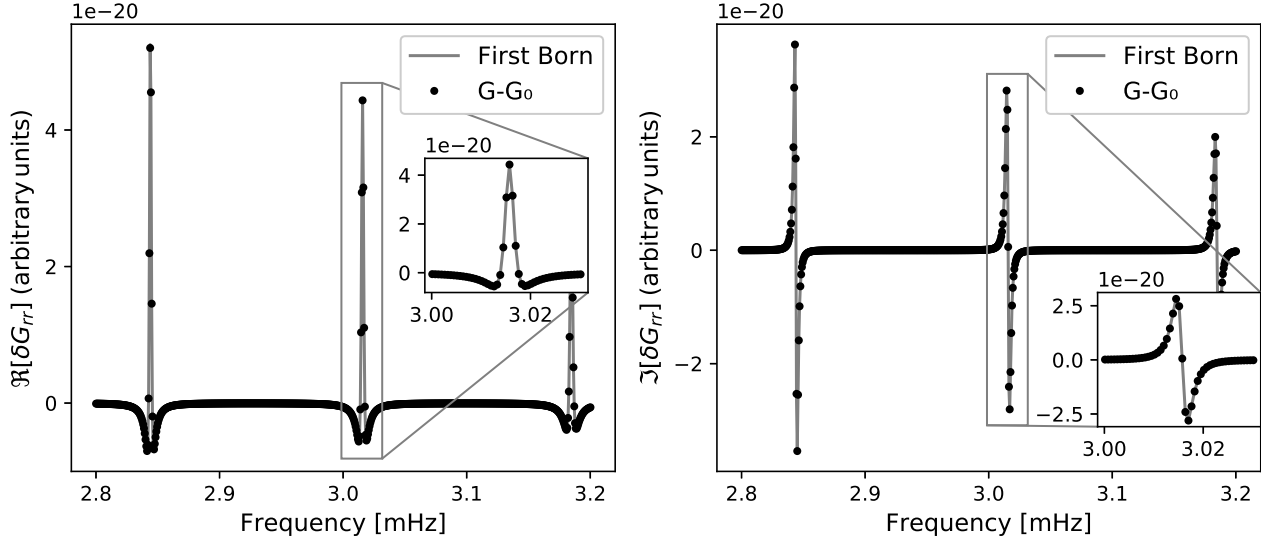 1e−20
ℜ[δGrr] (arbitrary units)
4
2
0
First Born
G-G₀
1e−20
4
2
0
3.00 3.02
2.8 2.9 3.0 3.1 3.2
Frequency [mHz]
1e−20
ℑ[δGrr] (arbitrary units)
2
0
−2
First Born
G-G₀
1e−20
2.5
0.0
−2.5
3.00 3.02
2.8 2.9 3.0 3.1 3.2
Frequency [mHz]